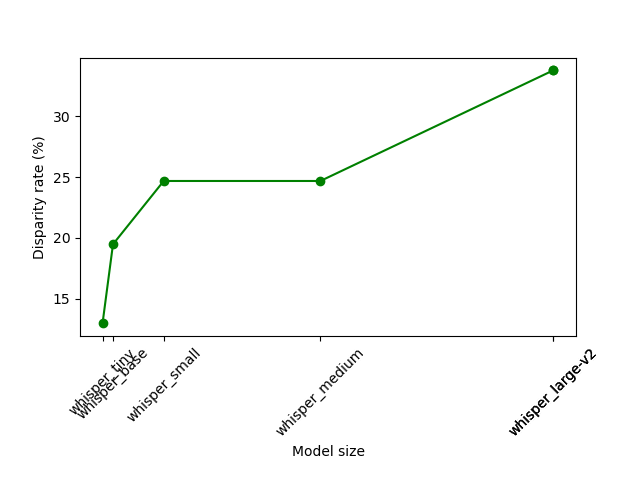 Disparity rate (%)
30
25
20
15
whisper_tiny
whisper_base
whisper_small
whisper_medium
whisper_large-v2
Model size